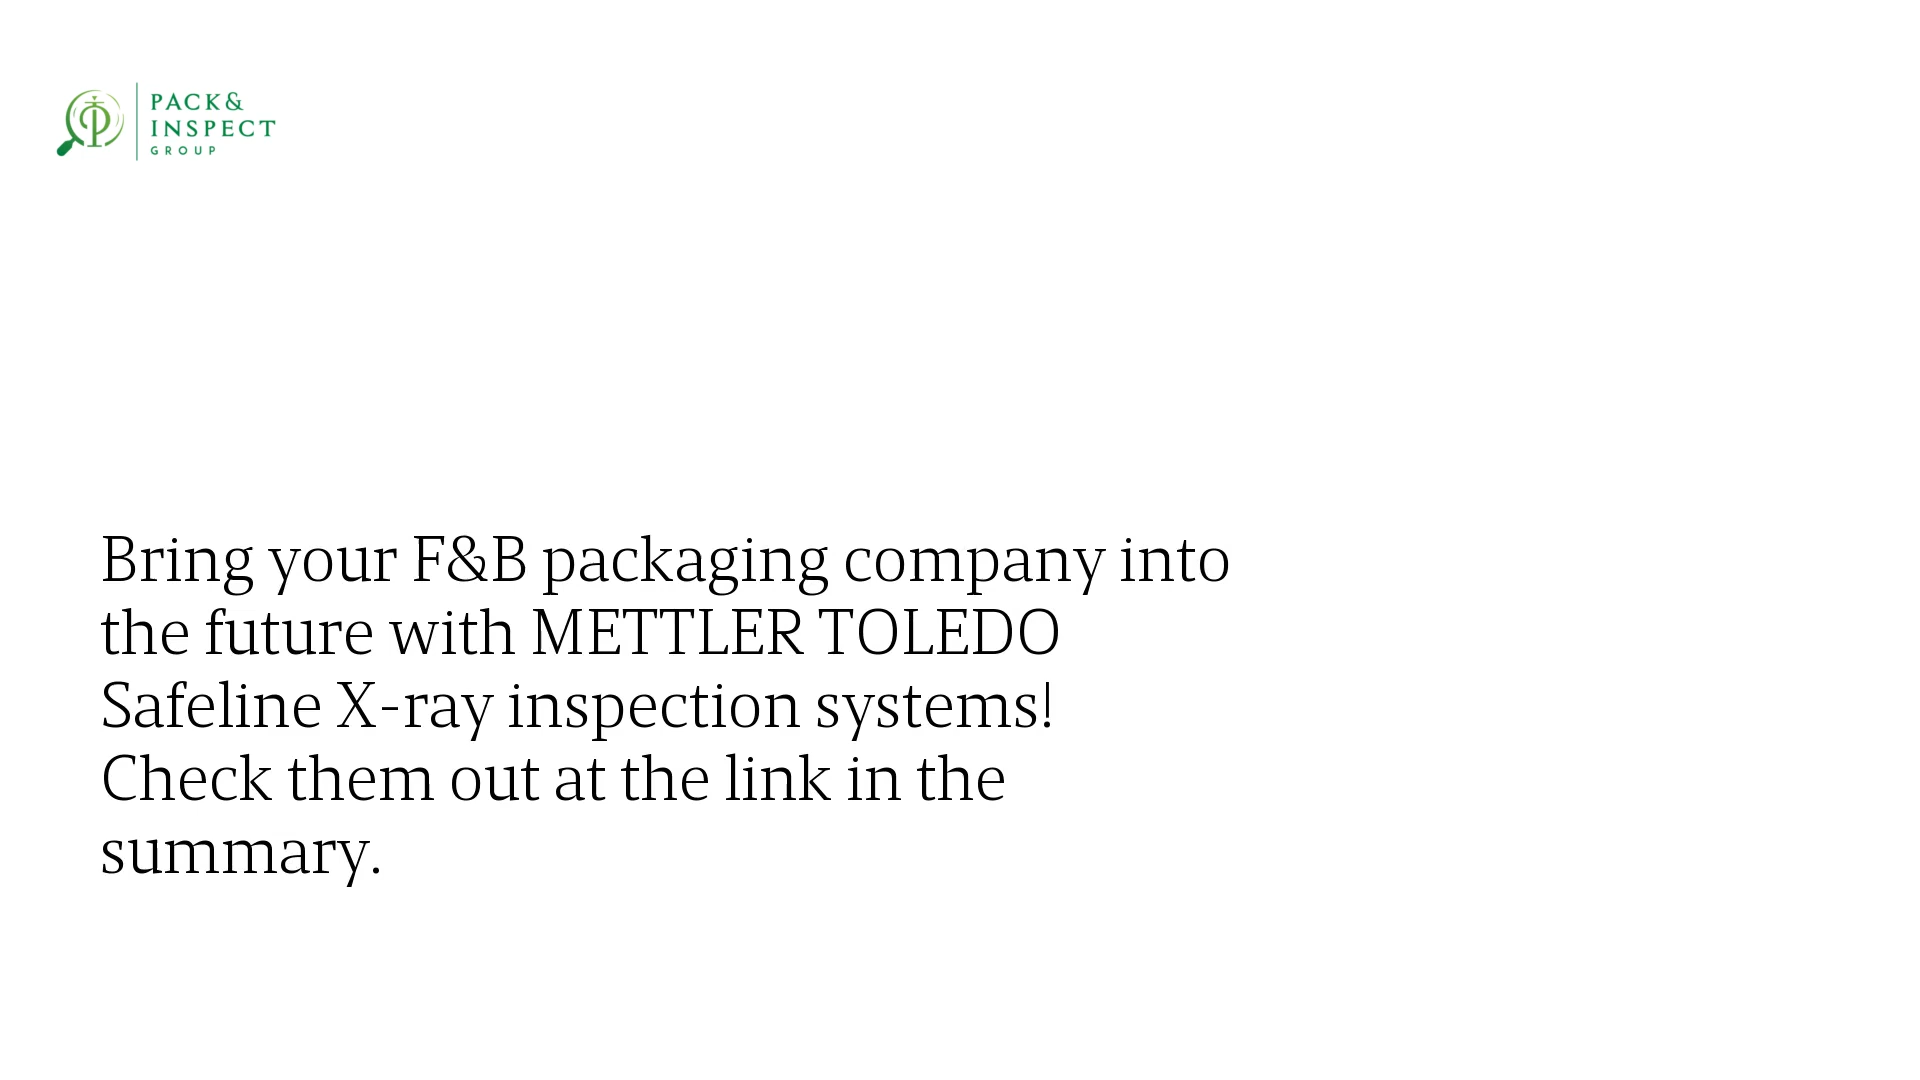 PACK&
INSPECT
GROUP
Bring your F&B packaging company into
the future with METTLER TOLEDO
Safeline X-ray inspection systems!
Check them out at the link in the
summary.